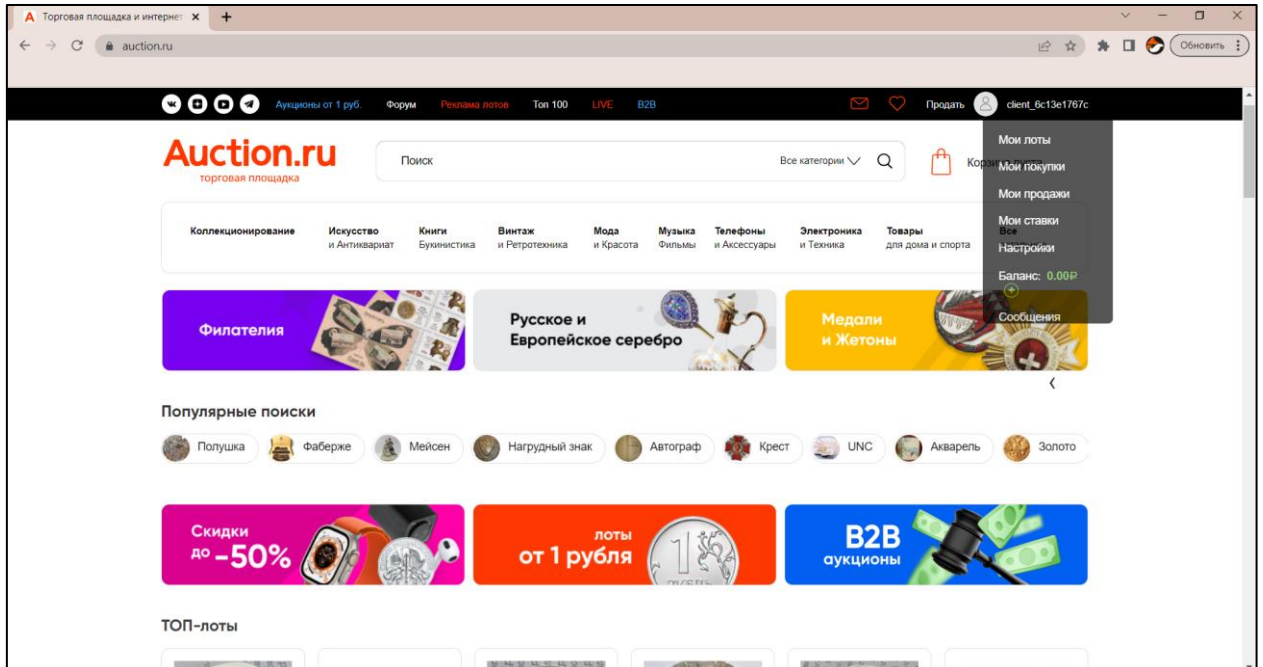 Торговая площадка и интернет
auction.ru
Обновить
Аукционы от 1 руб. Форум Реклама лотов Топ 100 LIVE B2B Продать client_6c13e1767c
Auction.ru
торговая площадка
Поиск Все категории
Мои лоты
Мои покупки
Мои продажи
Мои ставки
Настройки
Баланс: 0.00₽
Сообщения
Коллекционирование Искусство Книги Винтаж Мода Музыка Телефоны Электроника Товары Все
и Антиквариат Букинистика и Ретротехника и Красота Фильмы и Аксессуары и Техника для дома и спорта
Филателия
Русское и
Европейское серебро
Медали
и Жетоны
Популярные поиски
Полушка Фаберже Мейсен Нагрудный знак Автограф Крест UNC Акварель Золото
Скидки
до -50%
лоты
от 1 рубля
B2B
аукционы
ТОП-лоты